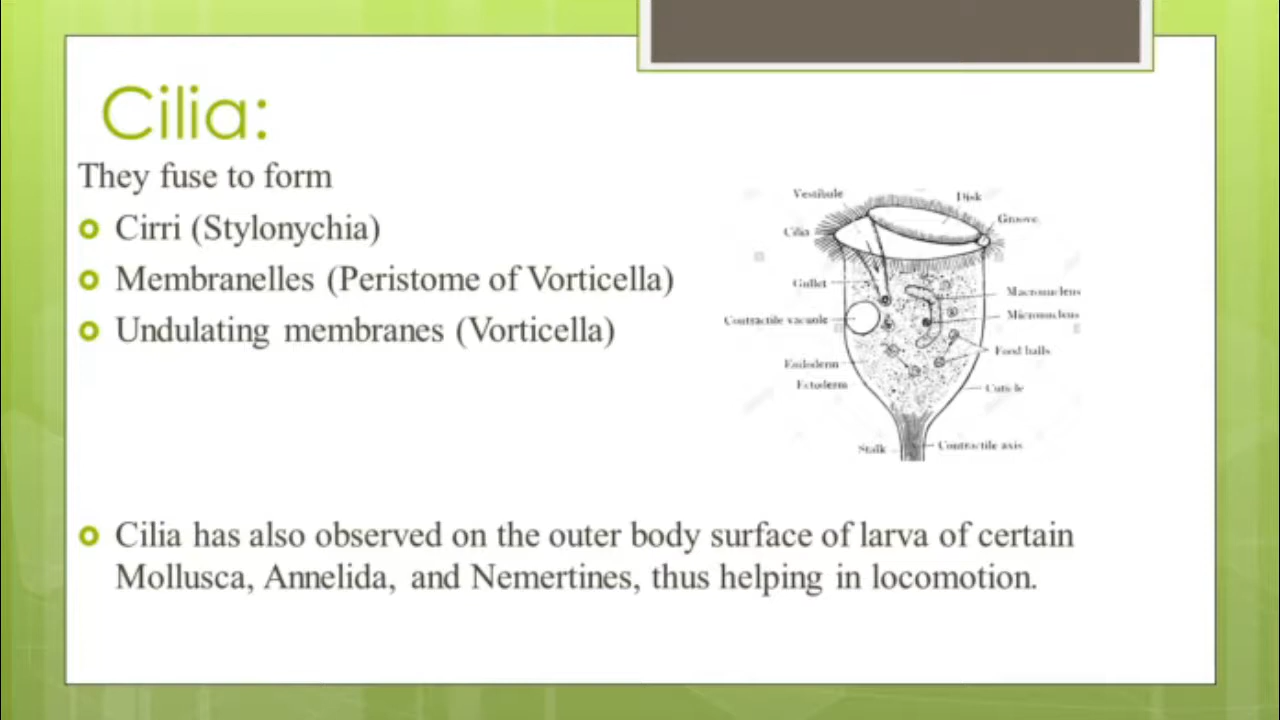 Cilia:
They fuse to form
Cirri (Stylonychia)
Membranelles (Peristome of Vorticella)
Undulating membranes (Vorticella)
Vestibule
Disk
Groove
Cilia
Gullet
Macronucleus
Contractile vacuole
Micronucleus
Food balls
Endoderm
Ectoderm
Cuticle
Stalk
Contractile axis
Cilia has also observed on the outer body surface of larva of certain
Mollusca, Annelida, and Nemertines, thus helping in locomotion.